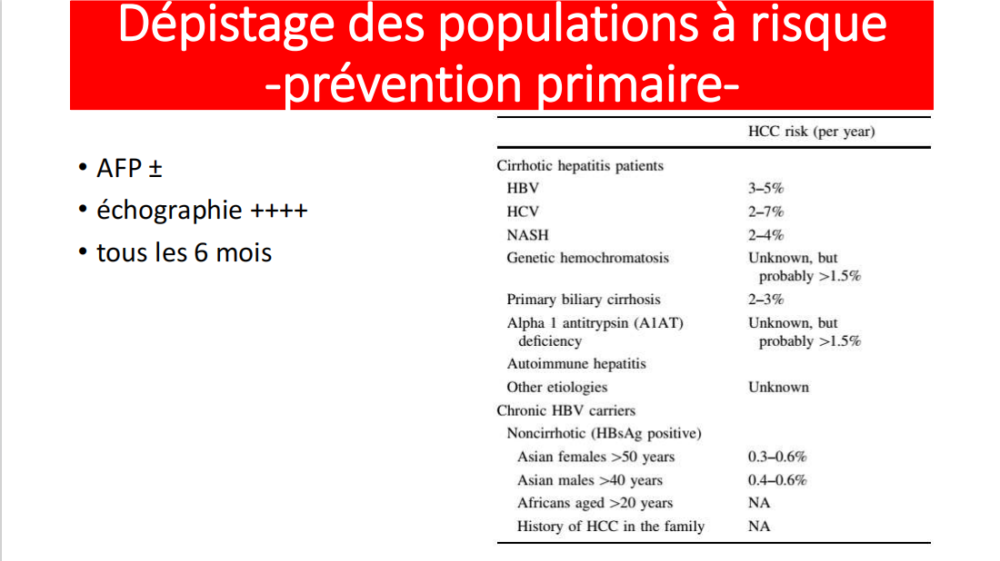 Dépistage des populations à risque
-prévention primaire-
• AFP ±
• échographie ++++
• tous les 6 mois
HCC risk (per year)
Cirrhotic hepatitis patients
HBV 3–5%
HCV 2–7%
NASH 2–4%
Genetic hemochromatosis Unknown, but
probably >1.5%
Primary biliary cirrhosis 2–3%
Alpha 1 antitrypsin (A1AT) Unknown, but
deficiency probably >1.5%
Autoimmune hepatitis
Other etiologies Unknown
Chronic HBV carriers
Noncirrhotic (HBsAg positive)
Asian females >50 years 0.3–0.6%
Asian males >40 years 0.4–0.6%
Africans aged >20 years NA
History of HCC in the family NA